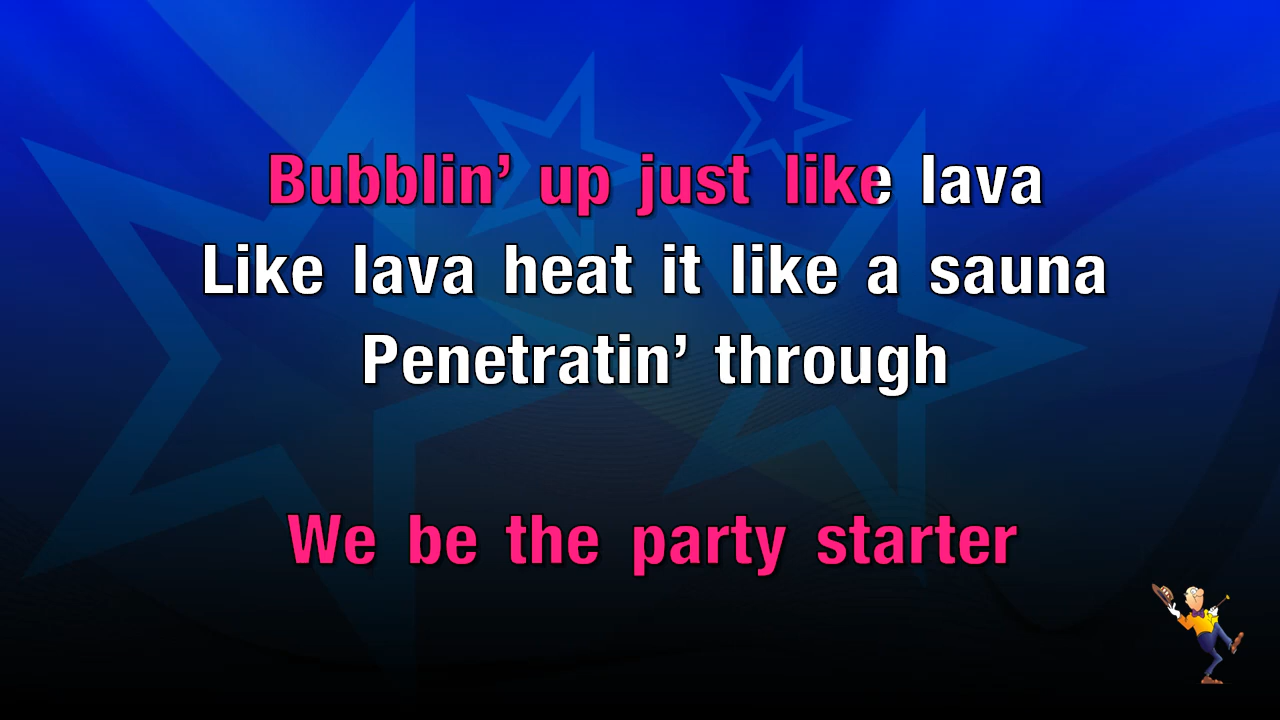 Bubblin’ up just like lava
Like lava heat it like a sauna
Penetratin’ through
We be the party starter